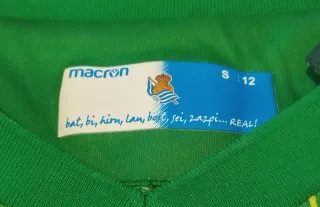 macron
S | 12
bat, bi, hiru, lau, bost, sei, zazpi... REAL!